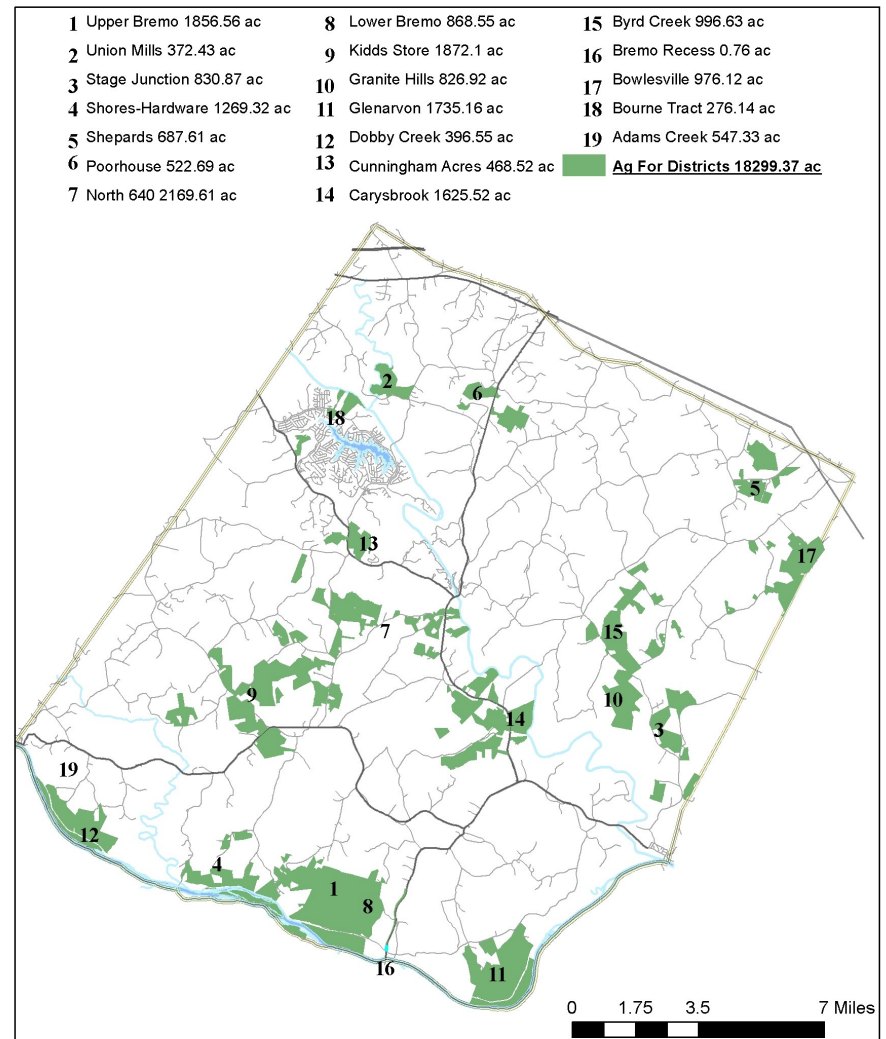 1 Upper Bremo 1856.56 ac
2 Union Mills 372.43 ac
3 Stage Junction 830.87 ac
4 Shores-Hardware 1269.32 ac
5 Shepards 687.61 ac
6 Poorhouse 522.69 ac
7 North 640 2169.61 ac
8 Lower Bremo 868.55 ac
9 Kidds Store 1872.1 ac
10 Granite Hills 826.92 ac
11 Glenarvon 1735.16 ac
12 Dobby Creek 396.55 ac
13 Cunningham Acres 468.52 ac
14 Carysbrook 1625.52 ac
15 Byrd Creek 996.63 ac
16 Bremo Recess 0.76 ac
17 Bowlesville 976.12 ac
18 Bourne Tract 276.14 ac
19 Adams Creek 547.33 ac
Ag For Districts 18299.37 ac
2
6
18
5
13
17
7
15
9
10
14
3
19
12
4
1
8
16
11
0 1.75 3.5 7 Miles